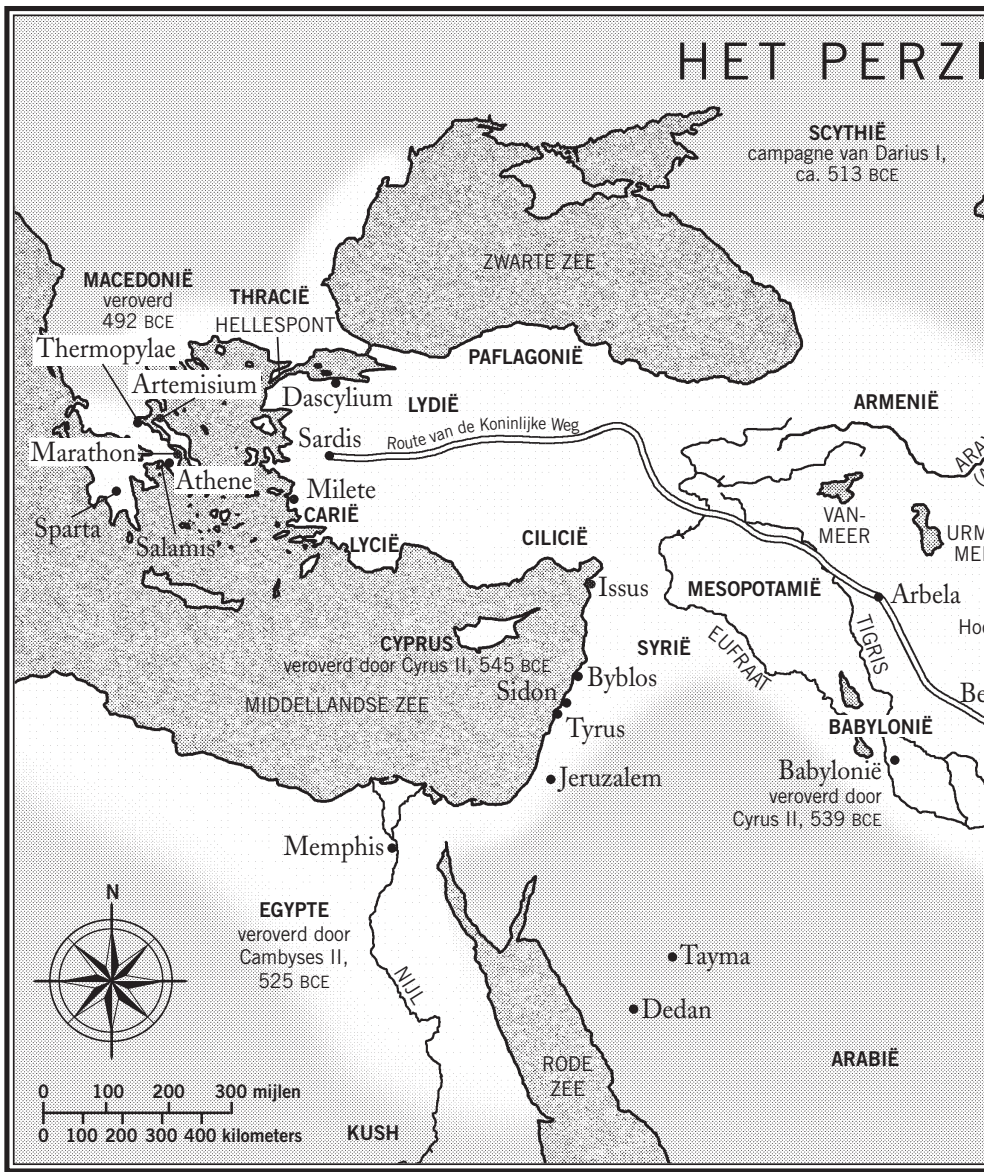 HET PERZI
SCYTHIË
campagne van Darius I,
ca. 513 BCE
ZWARTE ZEE
MACEDONIË
veroverd
492 BCE
THRACIË
HELLESPONT
Thermopylae
Artemisium
PAFLAGONIË
Dascylium
LYDIË
ARMENIË
Sardis
Route van de Koninlijke Weg
Marathon
Athene
Milete
CARIË
Sparta
Salamis
LYCIË
CILICIË
VAN-
MEER
URM
MEE
Issus
MESOPOTAMIË
Arbela
TIGRIS
EUFRAAT
SYRIË
CYPRUS
veroverd door Cyrus II, 545 BCE
MIDDELLANDSE ZEE
Byblos
Sidon
Tyrus
Be
BABYLONIË
Babylonië
veroverd door
Cyrus II, 539 BCE
Jeruzalem
Memphis
N
EGYPTE
veroverd door
Cambyses II,
525 BCE
NIJL
Tayma
Dedan
RODE
ZEE
ARABIË
KUSH
0 100 200 300 mijlen
0 100 200 300 400 kilometers